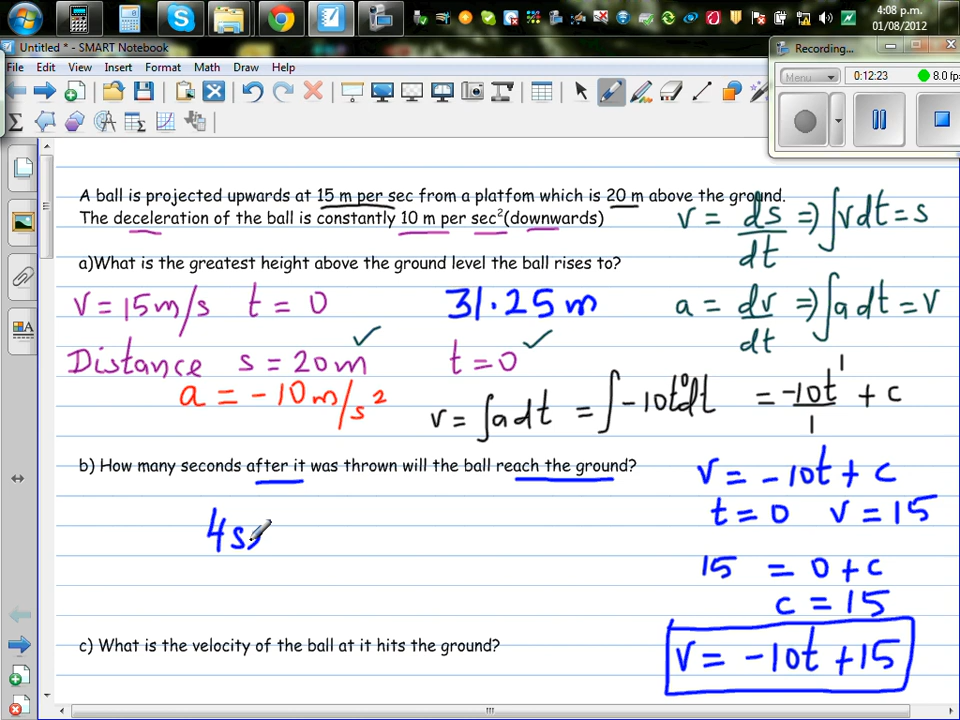 4:08 p.m.
01/08/2012
Untitled * - SMART Notebook
Recording...
File Edit View Insert Format Math Draw Help
Menu 0:12:23 8.0 fp
A ball is projected upwards at 15 m per sec from a platfom which is 20 m above the ground.
The deceleration of the ball is constantly 10 m per sec²(downwards)
v = ds/dt => ∫vdt = s
a)What is the greatest height above the ground level the ball rises to?
v = 15m/s t = 0 31.25 m
a = dv/dt => ∫a dt = v
Distance s = 20m ✓ t = 0 ✓
a = -10m/s²
v = ∫a dt = ∫-10t⁰dt = -10t¹/1 + c
b) How many seconds after it was thrown will the ball reach the ground?
v = -10t + c
t = 0 v = 15
4s
15 = 0 + c
c = 15
c) What is the velocity of the ball at it hits the ground?
v = -10t + 15